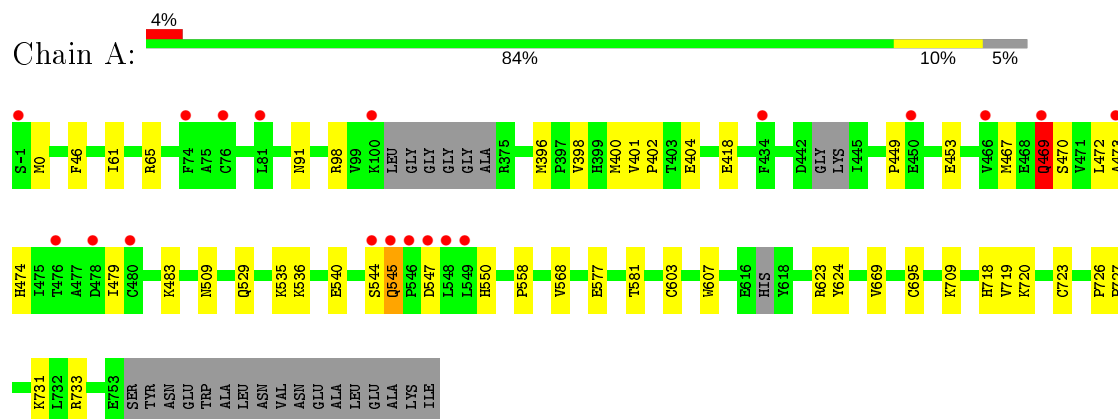 4%
Chain A:
84% 10% 5%
S-1 M0 F46 I61 R65 F74 A75 C76 L81 N91 R98 V99 K100 LEU GLY GLY GLY GLY ALA R375 M396 P397 V398 H399 M400 V401 P402 T403 E404 E418 F434 D442 GLY LYS I445 P449 E450 E453 V466 M467 E468 Q469 S470 V471 L472 A473
H474 I475 T476 A477 D478 I479 C480 K483 N509 Q529 K535 K536 E540 S544 Q545 P546 D547 L548 L549 H550 P558 V568 E577 T581 C603 W607 E616 HIS Y618 R623 Y624 V669 C695 K709 H718 V719 K720 C723 P726
K731 L732 R733 E753 SER TYR ASN GLU TRP ALA LEU ASN VAL ASN GLU ALA LEU GLU ALA LYS ILE